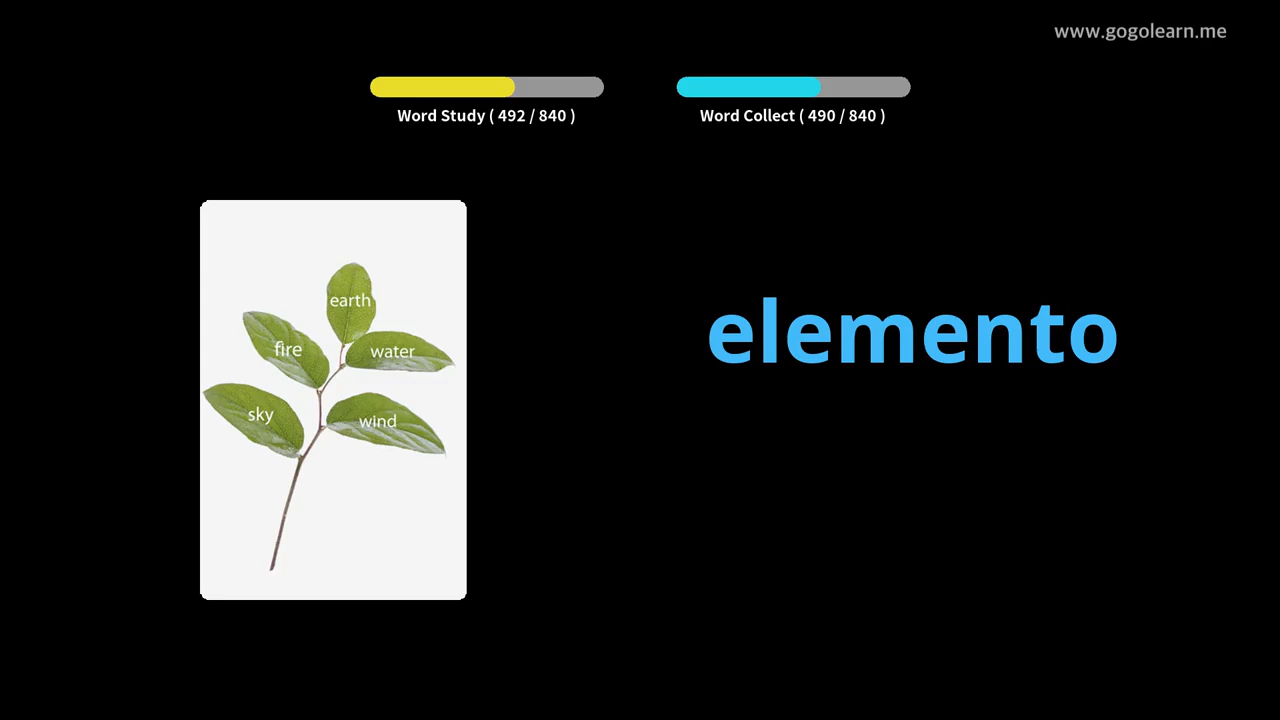 www.gogolearn.me
Word Study ( 492 / 840 )
Word Collect ( 490 / 840 )
earth
fire
water
sky
wind
elemento